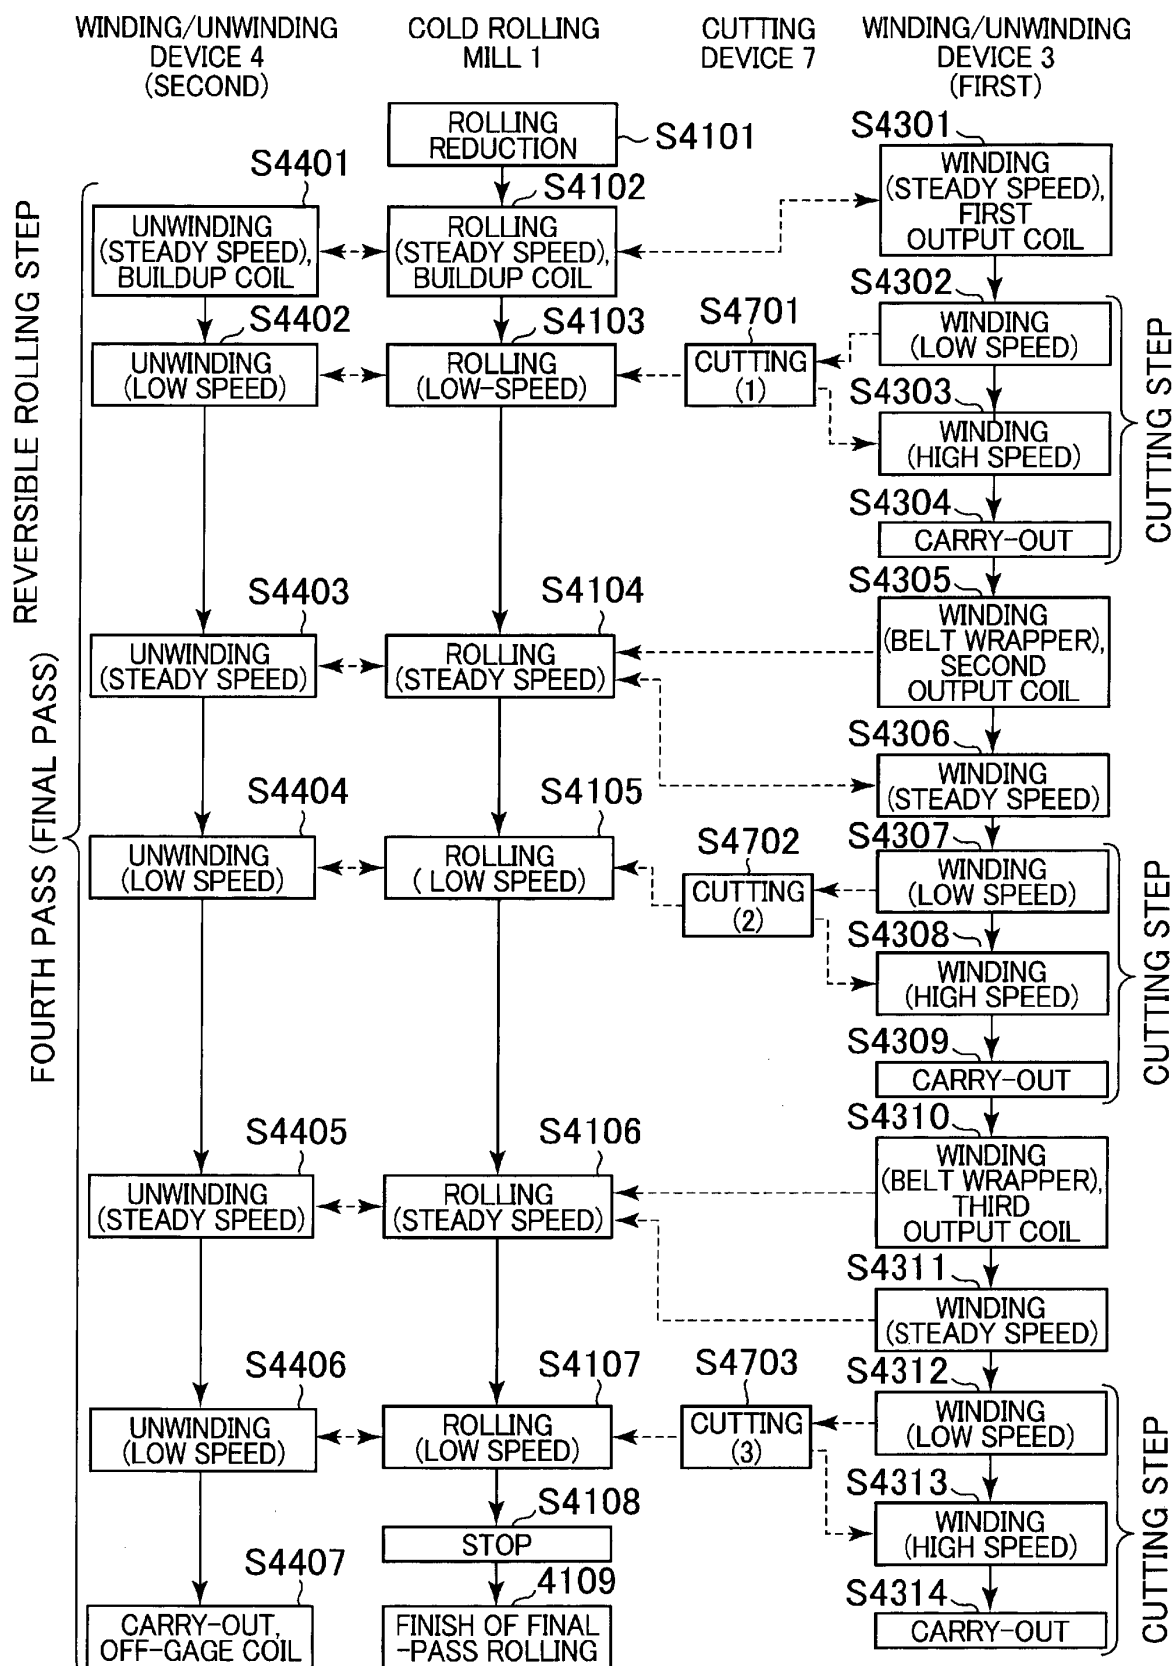 WINDING/UNWINDING
DEVICE 4
(SECOND)
COLD ROLLING
MILL 1
CUTTING
DEVICE 7
WINDING/UNWINDING
DEVICE 3
(FIRST)
ROLLING
REDUCTION
S4101
S4301
WINDING
(STEADY SPEED),
FIRST
OUTPUT COIL
S4401
UNWINDING
(STEADY SPEED),
BUILDUP COIL
S4102
ROLLING
(STEADY SPEED),
BUILDUP COIL
S4302
WINDING
(LOW SPEED)
S4402
UNWINDING
(LOW SPEED)
S4103
ROLLING
(LOW-SPEED)
S4701
CUTTING
(1)
S4303
WINDING
(HIGH SPEED)
S4304
CARRY-OUT
CUTTING STEP
S4305
WINDING
(BELT WRAPPER),
SECOND
OUTPUT COIL
S4403
UNWINDING
(STEADY SPEED)
S4104
ROLLING
(STEADY SPEED)
S4306
WINDING
(STEADY SPEED)
S4404
UNWINDING
(LOW SPEED)
S4105
ROLLING
( LOW SPEED)
S4702
CUTTING
(2)
S4307
WINDING
(LOW SPEED)
S4308
WINDING
(HIGH SPEED)
S4309
CARRY-OUT
CUTTING STEP
S4310
WINDING
(BELT WRAPPER),
THIRD
OUTPUT COIL
S4405
UNWINDING
(STEADY SPEED)
S4106
ROLLING
(STEADY SPEED)
S4311
WINDING
(STEADY SPEED)
S4406
UNWINDING
(LOW SPEED)
S4107
ROLLING
(LOW SPEED)
S4703
CUTTING
(3)
S4312
WINDING
(LOW SPEED)
S4313
WINDING
(HIGH SPEED)
S4314
CARRY-OUT
CUTTING STEP
S4108
STOP
S4407
CARRY-OUT,
OFF-GAGE COIL
4109
FINISH OF FINAL
-PASS ROLLING
FOURTH PASS (FINAL PASS) REVERSIBLE ROLLING STEP